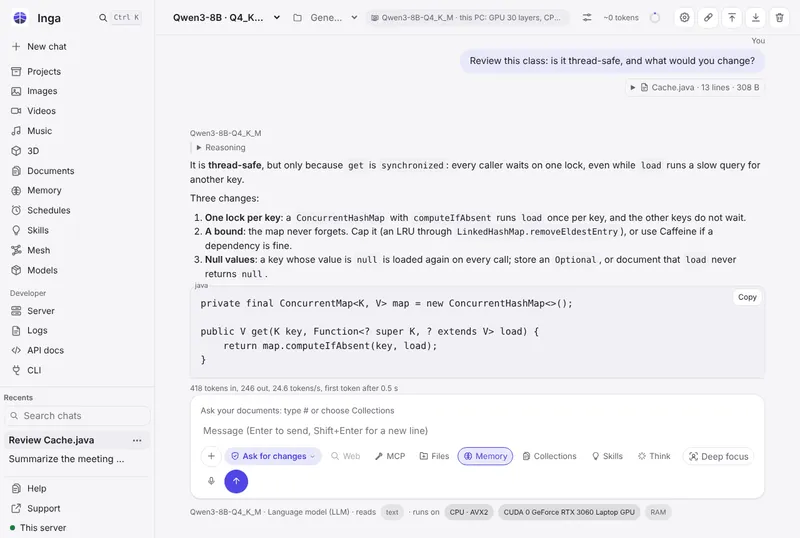 Inga
Ctrl K
New chat
Projects
Images
Videos
Music
3D
Documents
Memory
Schedules
Skills
Mesh
Models
Developer
Server
Logs
API docs
CLI
Recents
Search chats
Review Cache.java ...
Summarize the meeting ...
Help
Support
This server
Qwen3-8B · Q4_K...
Gene...
Qwen3-8B-Q4_K_M · this PC: GPU 30 layers, CP...
~0 tokens
You
Review this class: is it thread-safe, and what would you change?
Cache.java · 13 lines · 308 B
Qwen3-8B-Q4_K_M
Reasoning
It is thread-safe, but only because get is synchronized: every caller waits on one lock, even while load runs a slow query for
another key.
Three changes:
1. One lock per key: a ConcurrentHashMap with computeIfAbsent runs load once per key, and the other keys do not wait.
2. A bound: the map never forgets. Cap it (an LRU through LinkedHashMap.removeEldestEntry), or use Caffeine if a
dependency is fine.
3. Null values: a key whose value is null is loaded again on every call; store an Optional, or document that load never
returns null.
java
Copy
private final ConcurrentMap<K, V> map = new ConcurrentHashMap<>();
public V get(K key, Function<? super K, ? extends V> load) {
return map.computeIfAbsent(key, load);
}
418 tokens in, 246 out, 24.6 tokens/s, first token after 0.5 s
Ask your documents: type # or choose Collections
Message (Enter to send, Shift+Enter for a new line)
Ask for changes
Web
MCP
Files
Memory
Collections
Skills
Think
Deep focus
Qwen3-8B-Q4_K_M · Language model (LLM) · reads text · runs on CPU · AVX2 CUDA 0 GeForce RTX 3060 Laptop GPU RAM